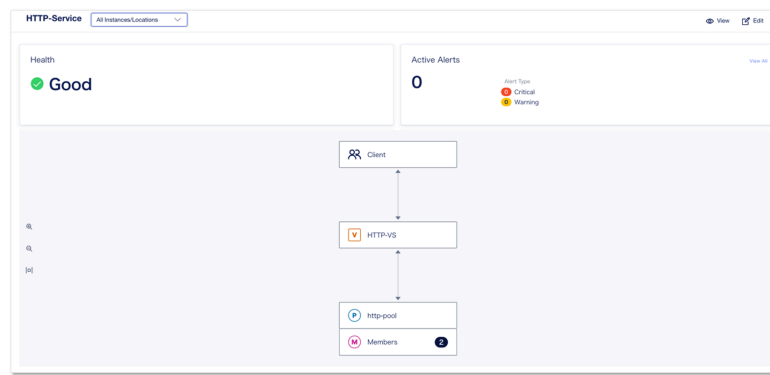 HTTP-Service
All Instances/Locations
View
Edit
Health
Good
Active Alerts
View All
0
Alert Type
0 Critical
0 Warning
Client
V HTTP-VS
P http-pool
M Members 2